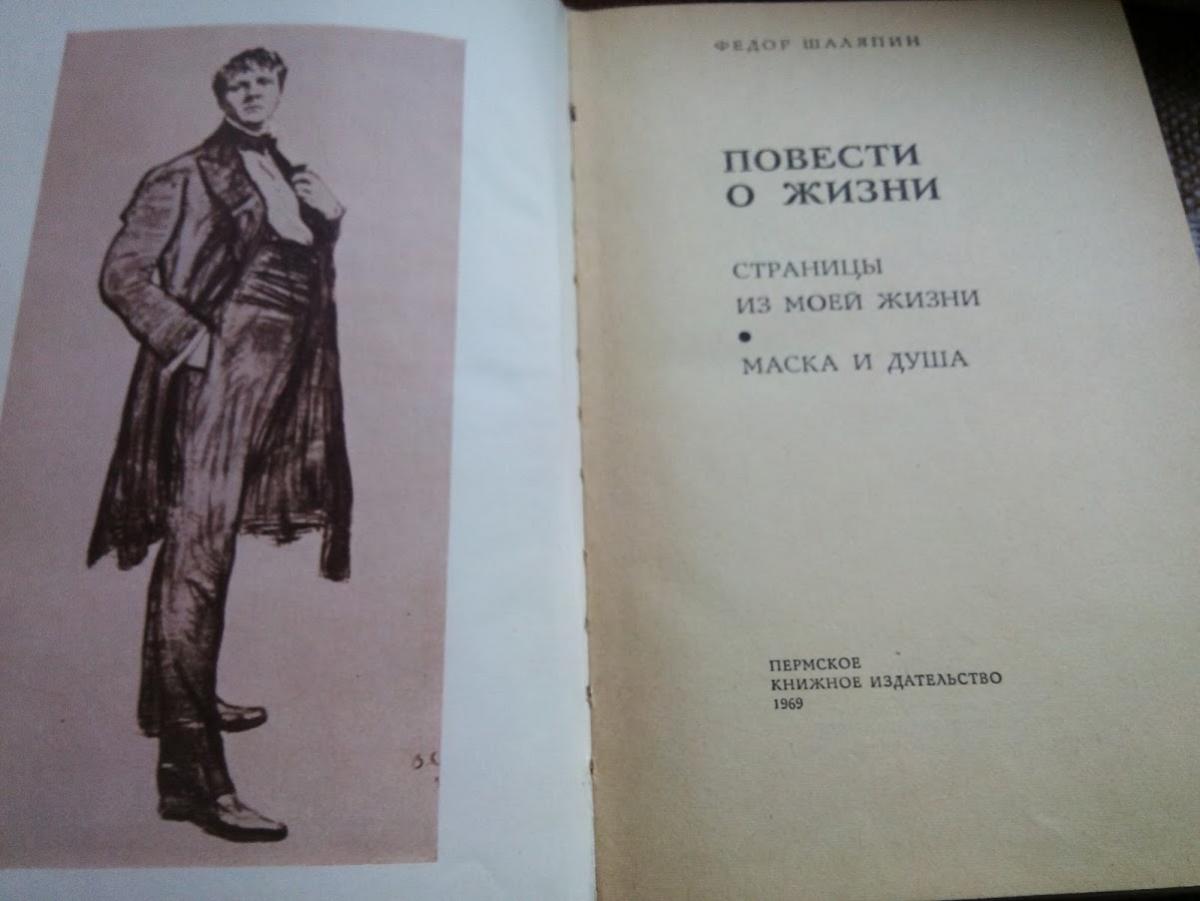 ФЕДОР ШАЛЯПИН
ПОВЕСТИ
О ЖИЗНИ
СТРАНИЦЫ
ИЗ МОЕЙ ЖИЗНИ
•
МАСКА И ДУША
ПЕРМСКОЕ
КНИЖНОЕ ИЗДАТЕЛЬСТВО
1969